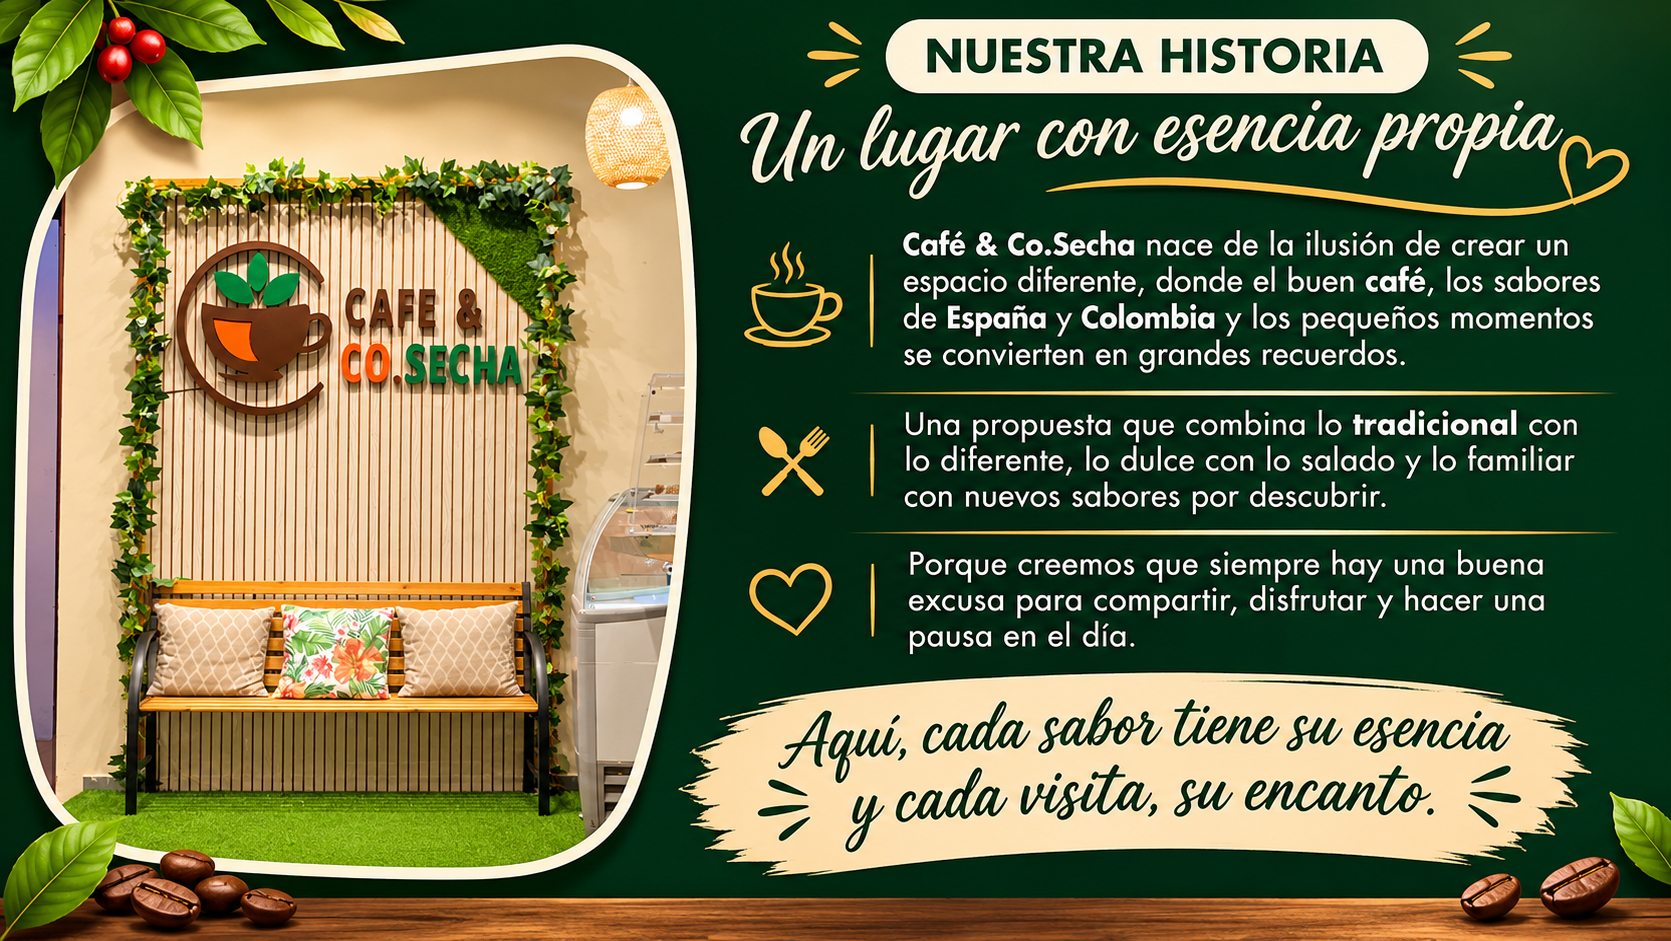 CAFE &
CO.SECHA
NUESTRA HISTORIA
Un lugar con esencia propia
Café & Co.Secha nace de la ilusión de crear un
espacio diferente, donde el buen café, los sabores
de España y Colombia y los pequeños momentos
se convierten en grandes recuerdos.
Una propuesta que combina lo tradicional con
lo diferente, lo dulce con lo salado y lo familiar
con nuevos sabores por descubrir.
Porque creemos que siempre hay una buena
excusa para compartir, disfrutar y hacer una
pausa en el día.
Aquí, cada sabor tiene su esencia
y cada visita, su encanto.